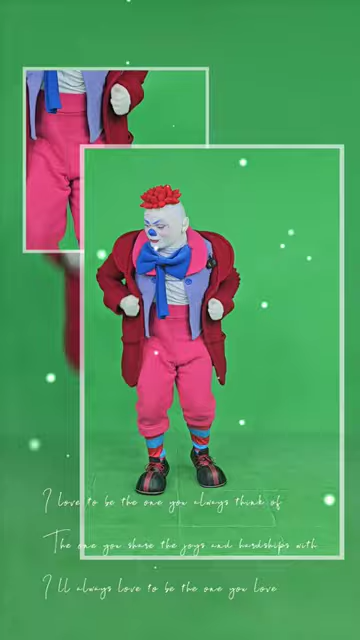 I love to be the one you always think of
The one you share the joys and hardships with
I ll always love to be the one you love